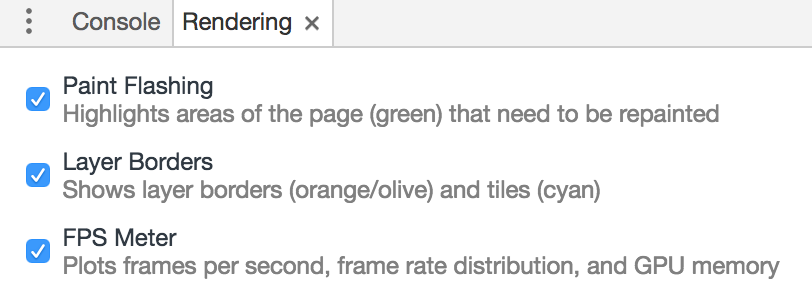 Console Rendering
Paint Flashing
Highlights areas of the page (green) that need to be repainted
Layer Borders
Shows layer borders (orange/olive) and tiles (cyan)
FPS Meter
Plots frames per second, frame rate distribution, and GPU memory